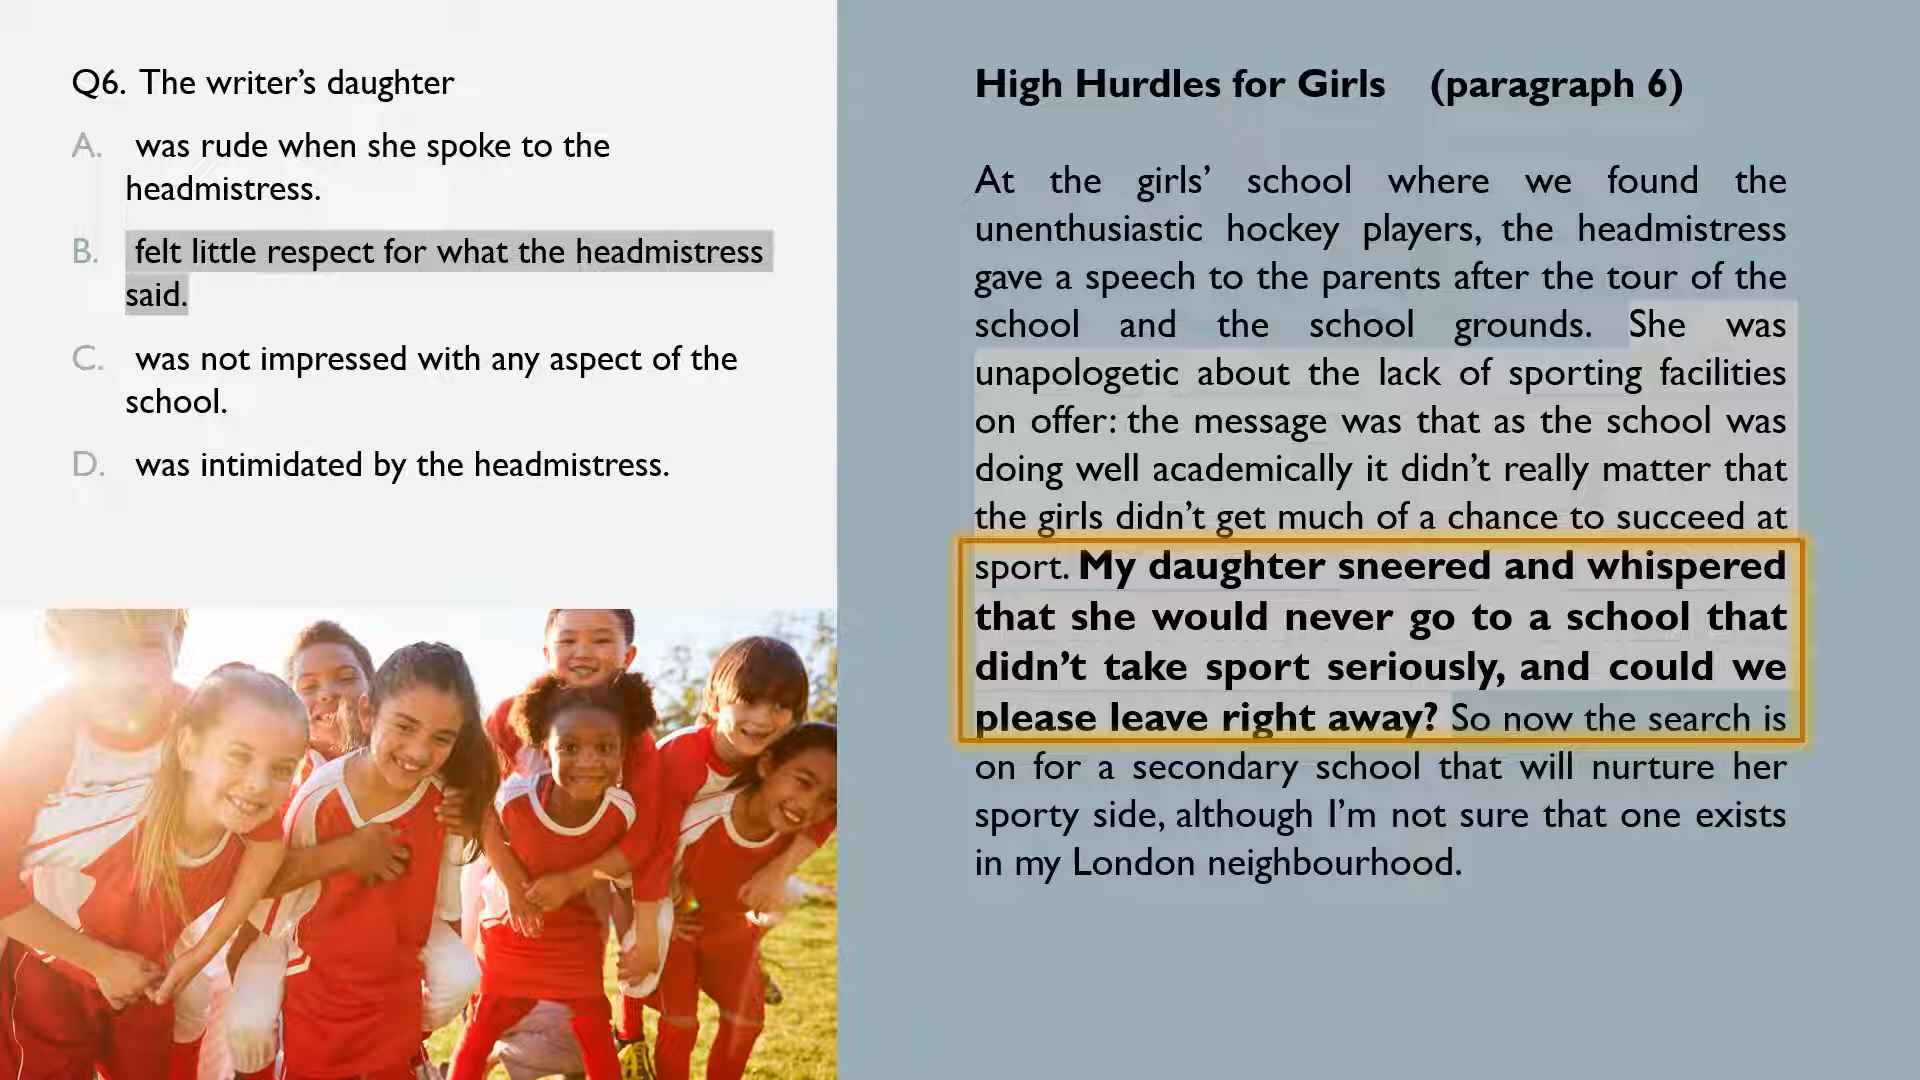 Q6. The writer’s daughter
A. was rude when she spoke to the
headmistress.
B. felt little respect for what the headmistress
said.
C. was not impressed with any aspect of the
school.
D. was intimidated by the headmistress.
High Hurdles for Girls (paragraph 6)
At the girls’ school where we found the
unenthusiastic hockey players, the headmistress
gave a speech to the parents after the tour of the
school and the school grounds. She was
unapologetic about the lack of sporting facilities
on offer: the message was that as the school was
doing well academically it didn’t really matter that
the girls didn’t get much of a chance to succeed at
sport. My daughter sneered and whispered
that she would never go to a school that
didn’t take sport seriously, and could we
please leave right away? So now the search is
on for a secondary school that will nurture her
sporty side, although I’m not sure that one exists
in my London neighbourhood.